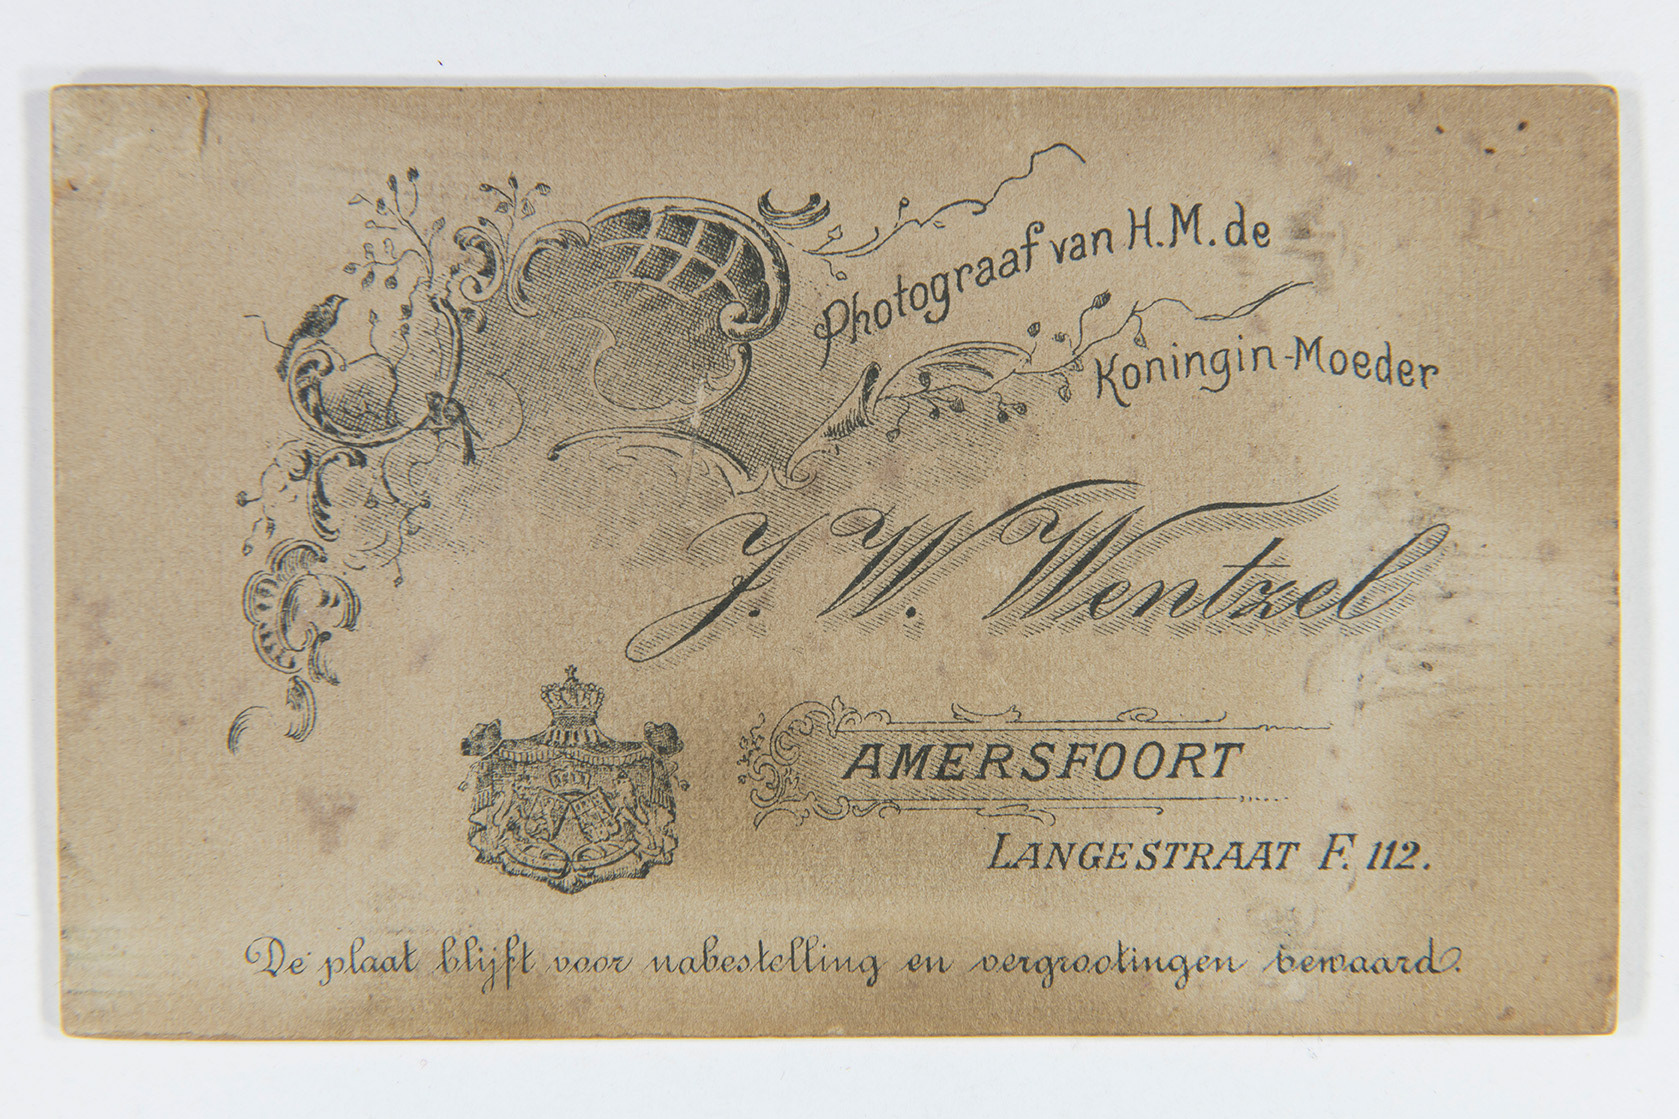 Photograaf van H. M. de
Koningin-Moeder
J. W. Wentzel
AMERSFOORT
LANGESTRAAT F. 112.
De plaat blijft voor nabestelling en vergrootingen bewaard.